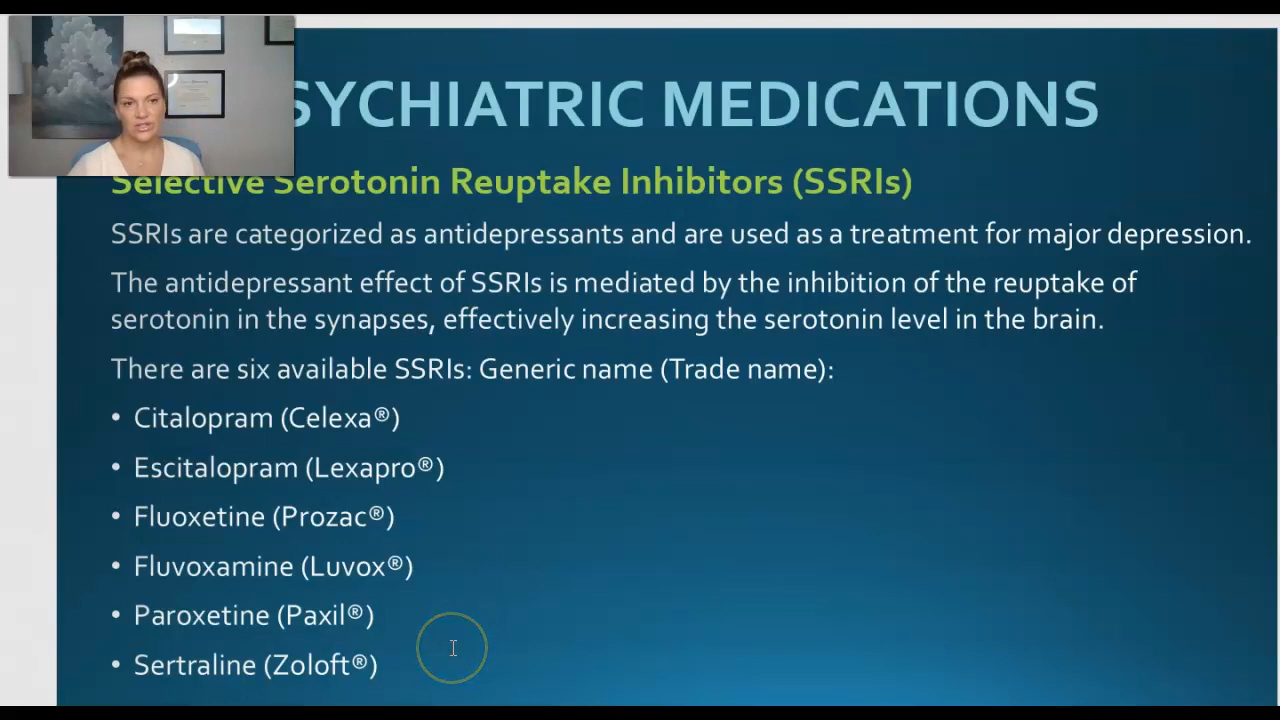 SYCHIATRIC MEDICATIONS
Selective Serotonin Reuptake Inhibitors (SSRIs)
SSRIs are categorized as antidepressants and are used as a treatment for major depression.
The antidepressant effect of SSRIs is mediated by the inhibition of the reuptake of
serotonin in the synapses, effectively increasing the serotonin level in the brain.
There are six available SSRIs: Generic name (Trade name):
• Citalopram (Celexa®)
• Escitalopram (Lexapro®)
• Fluoxetine (Prozac®)
• Fluvoxamine (Luvox®)
• Paroxetine (Paxil®)
• Sertraline (Zoloft®)